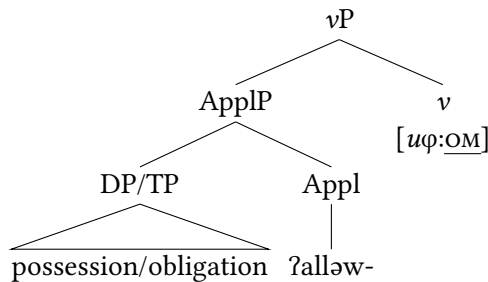 vP
ApplP v
[uφ:OM]
DP/TP Appl
possession/obligation ʔalləw-